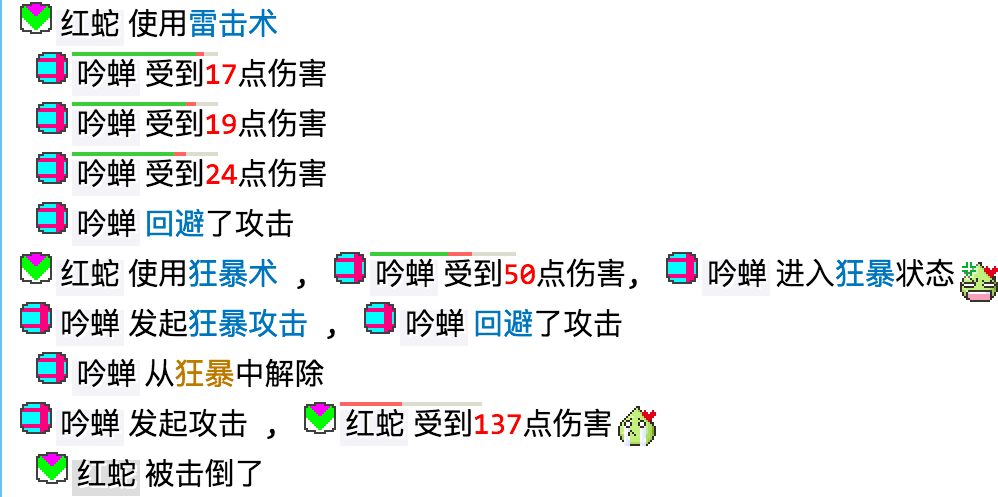 红蛇 使用雷击术
吟蝉 受到17点伤害
吟蝉 受到19点伤害
吟蝉 受到24点伤害
吟蝉 回避了攻击
红蛇 使用狂暴术 , 吟蝉 受到50点伤害, 吟蝉 进入狂暴状态
吟蝉 发起狂暴攻击 , 吟蝉 回避了攻击
吟蝉 从狂暴中解除
吟蝉 发起攻击 , 红蛇 受到137点伤害
红蛇 被击倒了